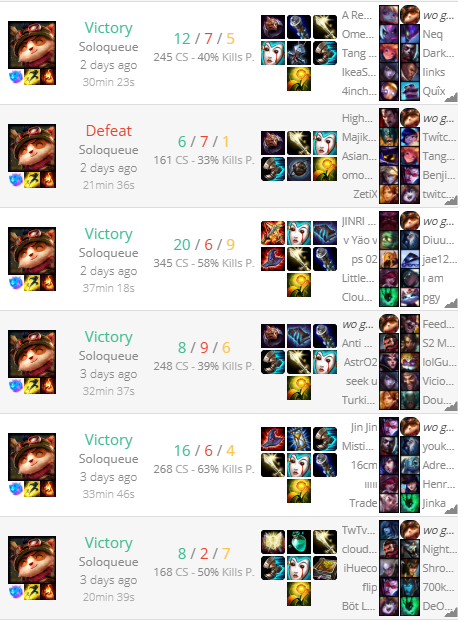 Victory
Soloqueue
2 days ago
30min 23s
12 / 7 / 5
245 CS - 40% Kills P.
A Re...
Ome...
Tang ...
IkeaS...
4inch...
wo g...
Neq
Dark...
links
Quîx
Defeat
Soloqueue
2 days ago
21min 36s
6 / 7 / 1
161 CS - 33% Kills P.
High...
Majik...
Asian...
omo...
ZetiX
wo g...
Twitc...
Tang...
Benji...
twitc...
Victory
Soloqueue
2 days ago
37min 18s
20 / 6 / 9
345 CS - 58% Kills P.
JINRI ...
v Yäo v
ps 02
Little...
Clou...
wo g...
Diuu...
jae12...
ı am
pgy
Victory
Soloqueue
3 days ago
32min 37s
8 / 9 / 6
248 CS - 39% Kills P.
wo g...
Anti ...
AstrO2
seek u
Turki...
Feed...
S2 M...
lolGu...
Vicio...
Dou...
Victory
Soloqueue
3 days ago
33min 46s
16 / 6 / 4
268 CS - 63% Kills P.
Jin Jin
Misti...
16cm
Trade
wo g...
youk...
Adre...
Henr...
Jinka
Victory
Soloqueue
3 days ago
20min 39s
8 / 2 / 7
168 CS - 50% Kills P.
TwTv...
cloud...
iHueco
flip
Böt L...
wo g...
Night...
Shro...
700k...
DeO...